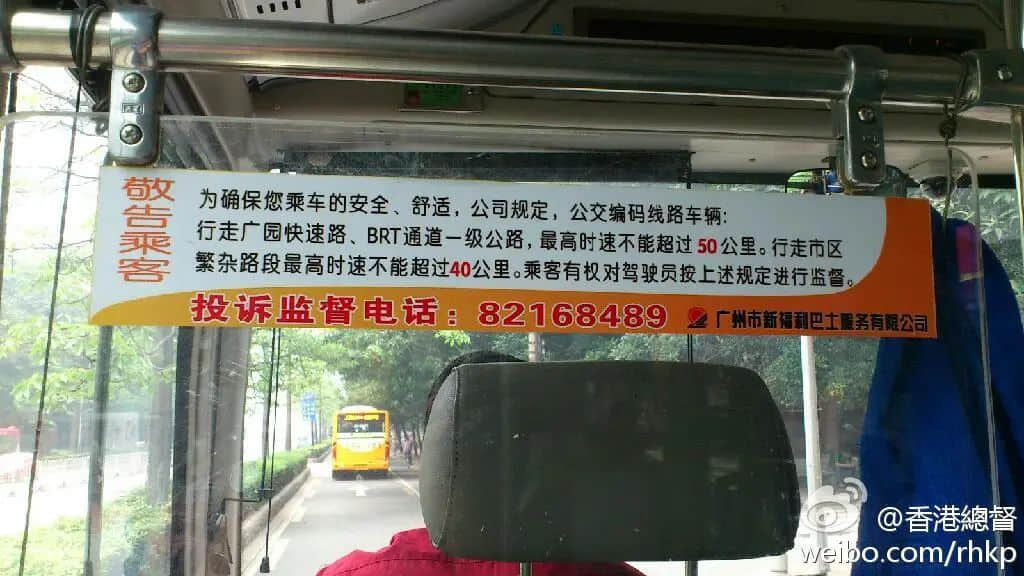 敬告乘客
为确保您乘车的安全、舒适，公司规定，公交编码线路车辆：
行走广园快速路、BRT通道一级公路，最高时速不能超过50公里。行走市区
繁杂路段最高时速不能超过40公里。乘客有权对驾驶员按上述规定进行监督。
投诉监督电话：82168489
广州市新福利巴士服务有限公司
@香港總督
weibo.com/rhkp